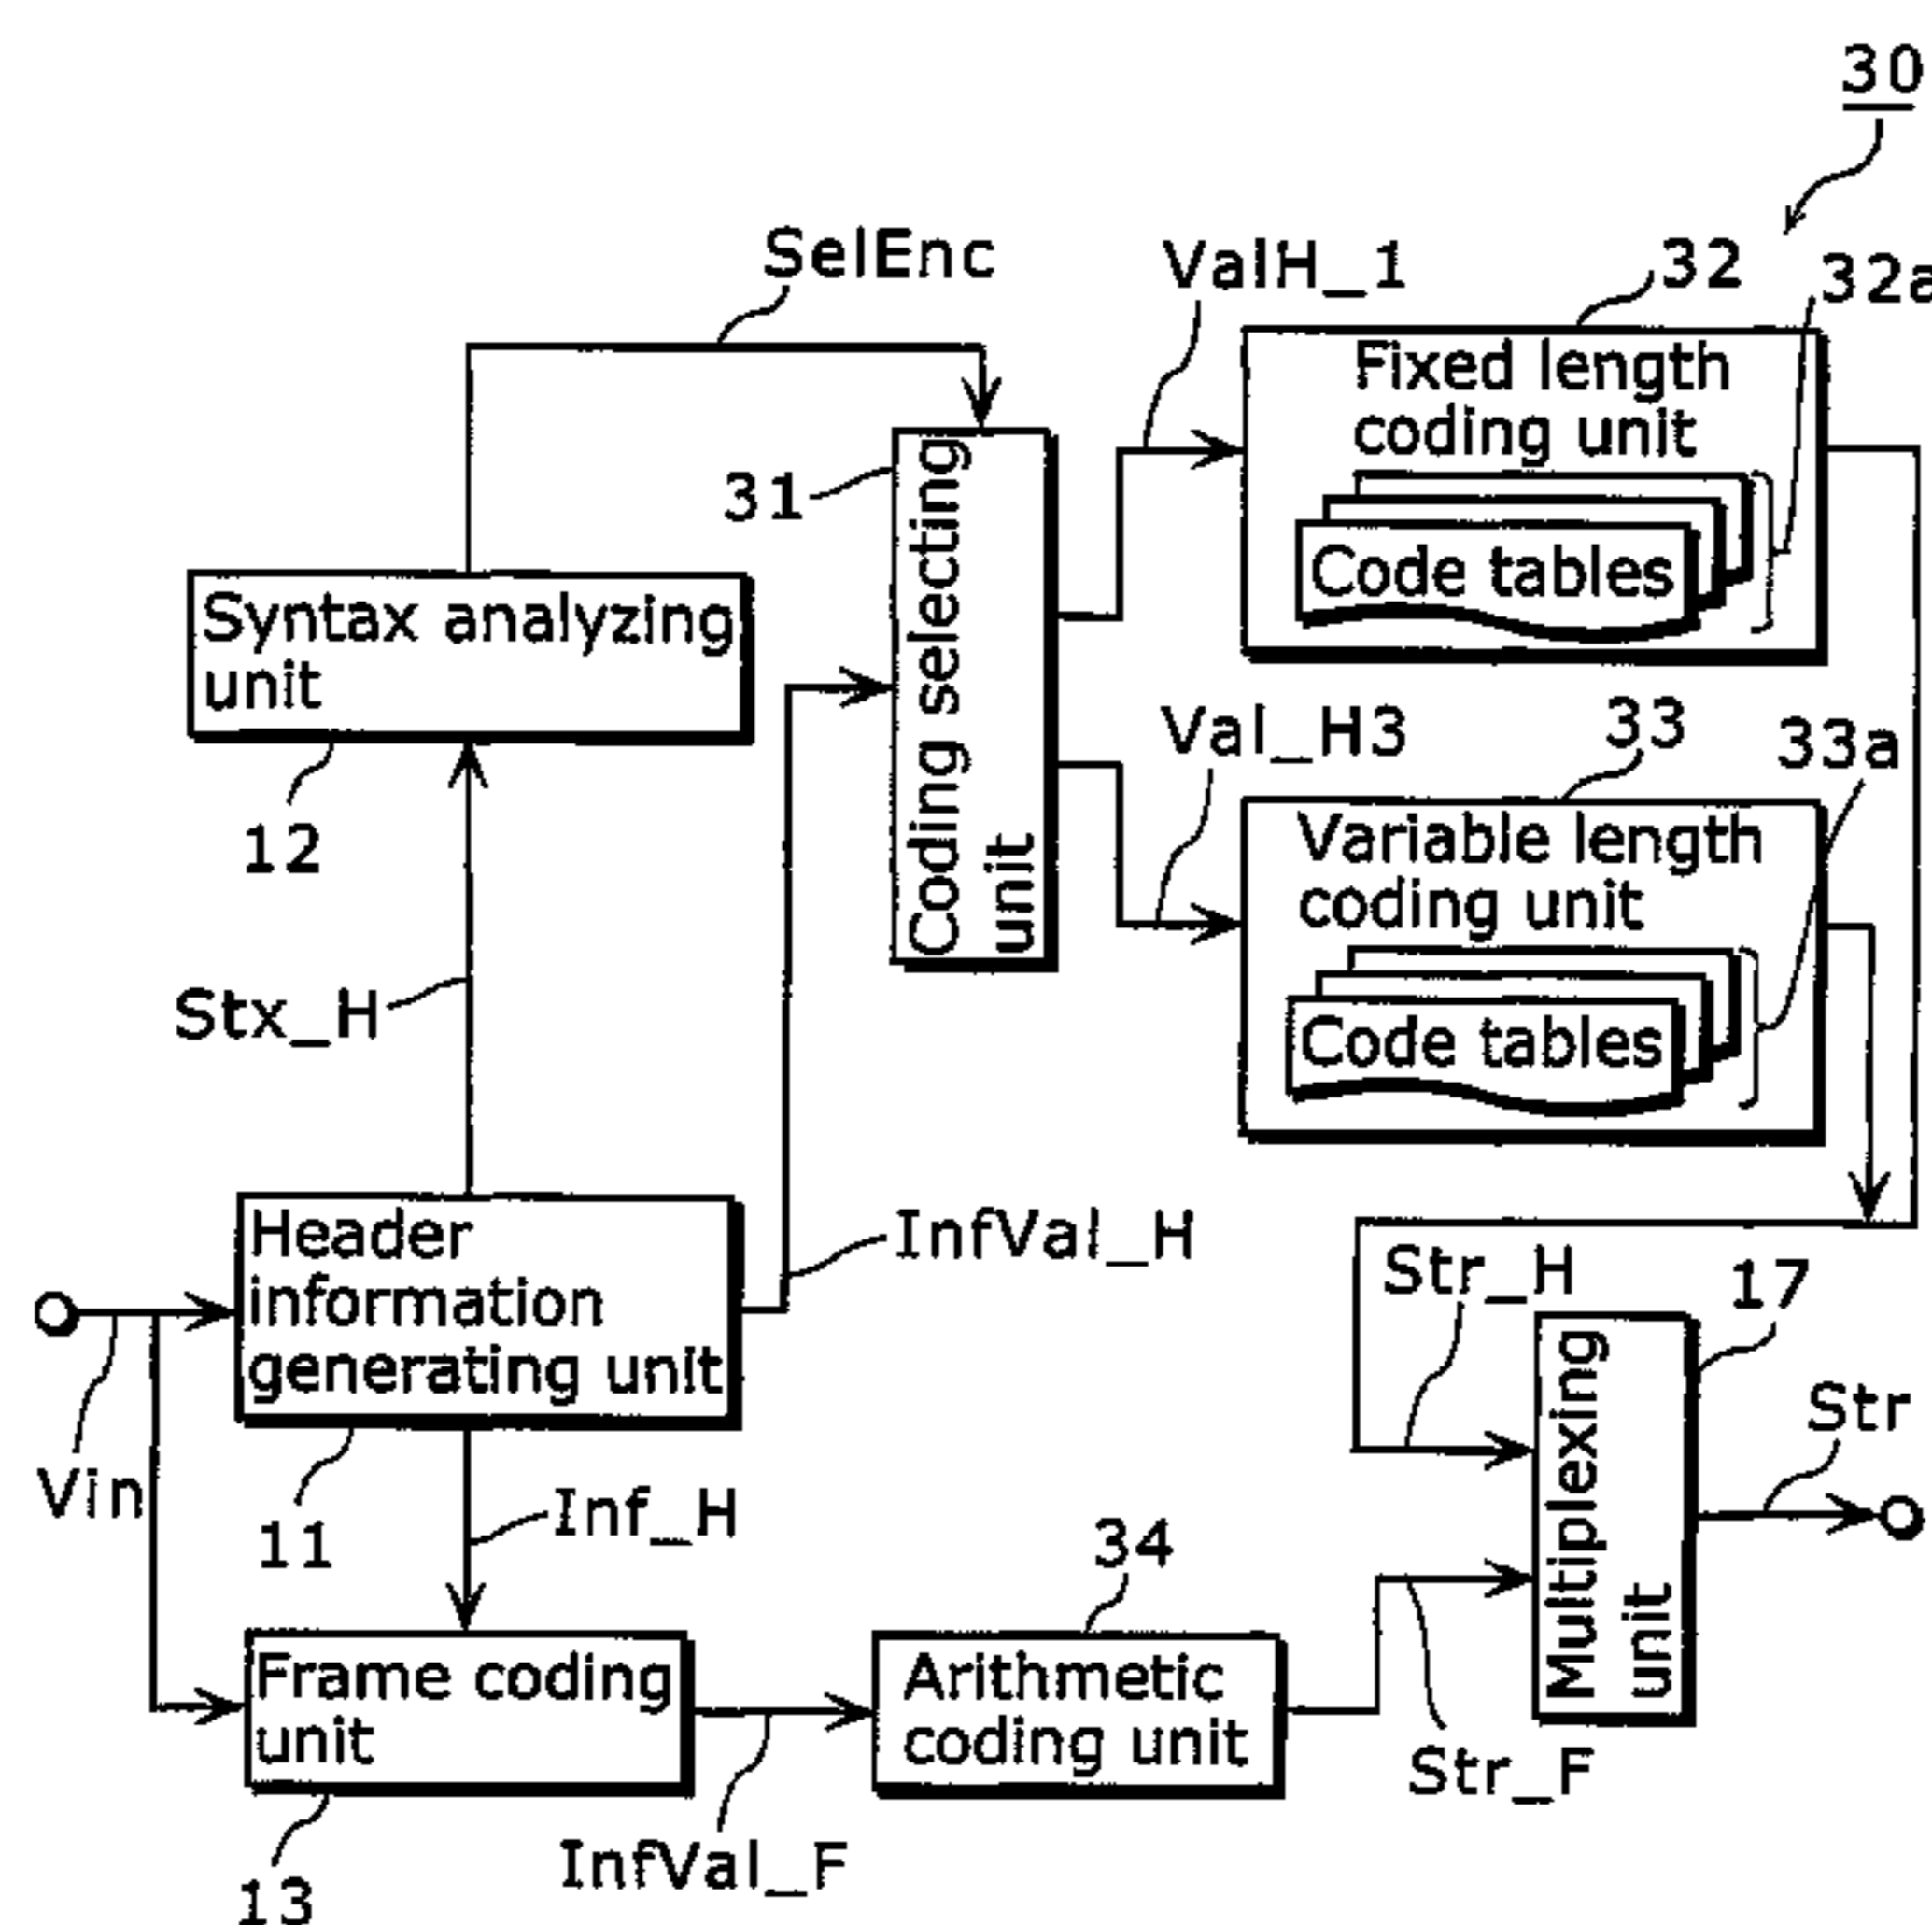 30
SelEnc
ValH_1
32
32a
Fixed length
coding unit
Code tables
31
Coding selecting
unit
Syntax analyzing
unit
12
Val_H3
33
33a
Variable length
coding unit
Code tables
Stx_H
Header
information
generating unit
InfVal_H
Str_H
17
Multiplexing
unit
Str
Vin
11
Inf_H
34
Frame coding
unit
Arithmetic
coding unit
Str_F
InfVal_F
13